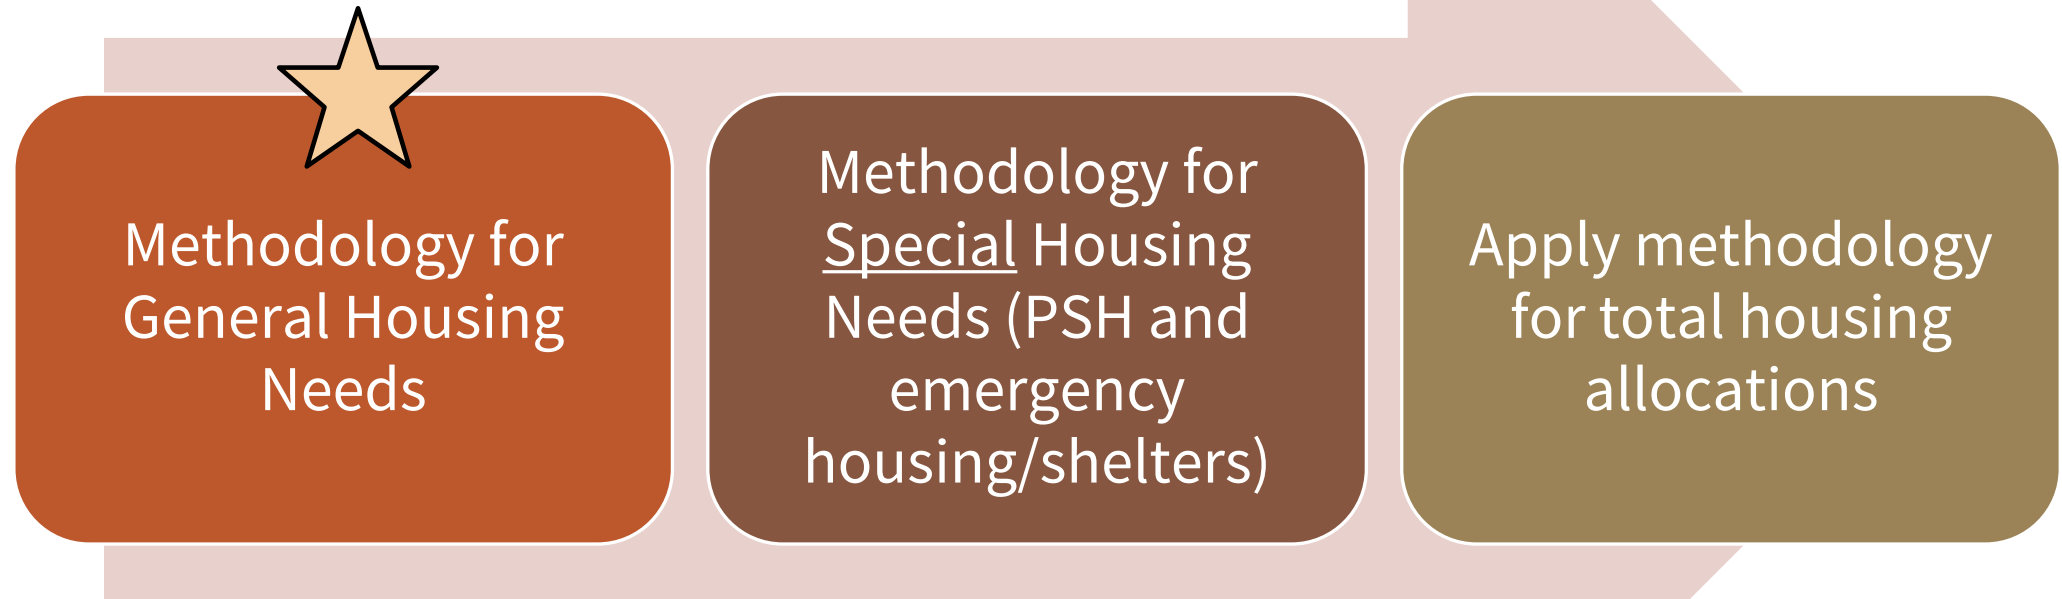 Methodology for
General Housing
Needs
Methodology for
Special Housing
Needs (PSH and
emergency
housing/shelters)
Apply methodology
for total housing
allocations